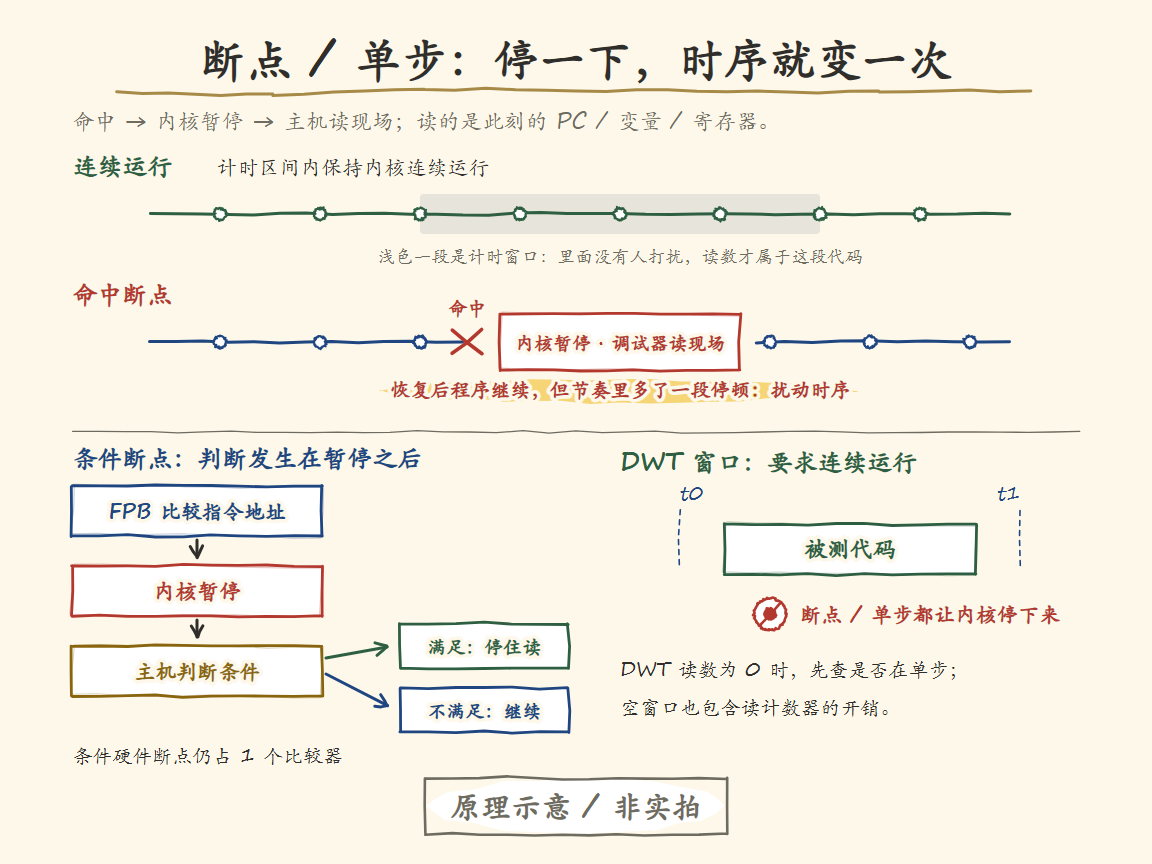 断点 / 单步：停一下，时序就变一次
命中 → 内核暂停 → 主机读现场；读的是此刻的 PC / 变量 / 寄存器。
连续运行 计时区间内保持内核连续运行
浅色一段是计时窗口：里面没有人打扰，读数才属于这段代码
命中断点
命中
内核暂停 · 调试器读现场
恢复后程序继续，但节奏里多了一段停顿：扰动时序
条件断点：判断发生在暂停之后
FPB 比较指令地址
内核暂停
主机判断条件
满足：停住读
不满足：继续
条件硬件断点仍占 1 个比较器
DWT 窗口：要求连续运行
t0 t1
被测代码
断点 / 单步都让内核停下来
DWT 读数为 0 时，先查是否在单步；
空窗口也包含读计数器的开销。
原理示意 / 非实拍